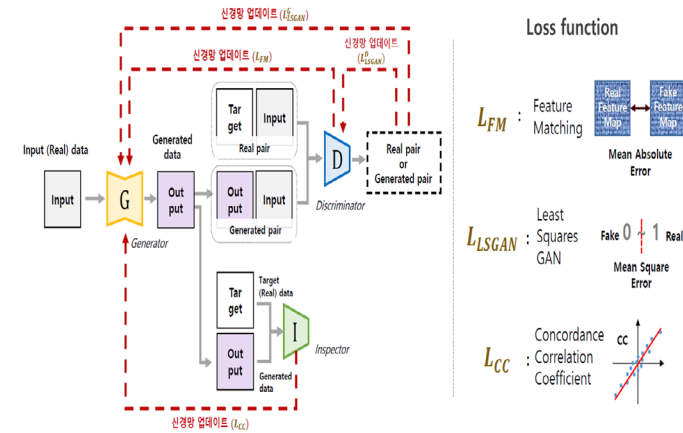 신경망 업데이트 (L^G_LSGAN)
신경망 업데이트 (L_FM)
신경망 업데이트
(L^D_LSGAN)
Input (Real) data
Input
G
Generator
Generated
data
Out
put
Tar
get
Input
Real pair
Out
put
Input
Generated pair
D
Discriminator
Real pair
or
Generated pair
Tar
get
Target
(Real) data
Out
put
Generated
data
I
Inspector
신경망 업데이트 (L_CC)
Loss function
L_FM :
Feature
Matching
Real
Feature
Map
Fake
Feature
Map
Mean Absolute
Error
L_LSGAN :
Least
Squares
GAN
Fake 0 ~ 1 Real
Mean Square
Error
L_CC :
Concordance
Correlation
Coefficient
CC